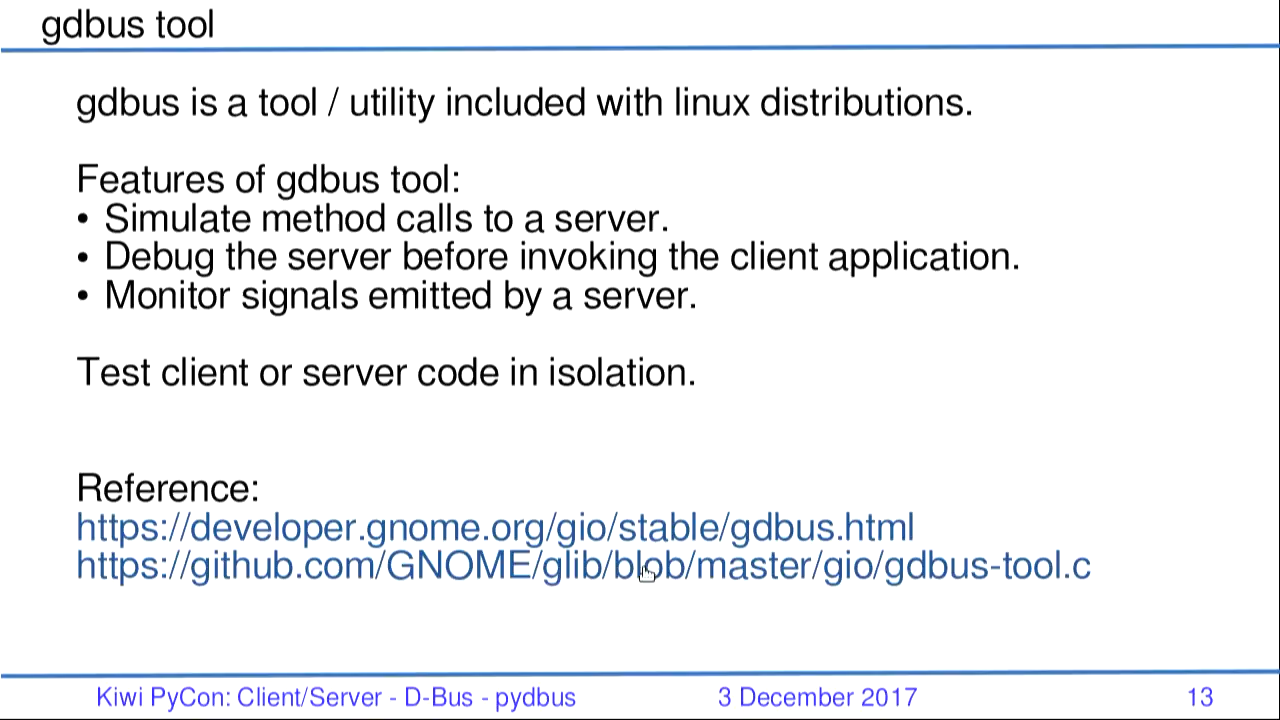 gdbus tool
gdbus is a tool / utility included with linux distributions.
Features of gdbus tool:
• Simulate method calls to a server.
• Debug the server before invoking the client application.
• Monitor signals emitted by a server.
Test client or server code in isolation.
Reference:
https://developer.gnome.org/gio/stable/gdbus.html
https://github.com/GNOME/glib/blob/master/gio/gdbus-tool.c
Kiwi PyCon: Client/Server - D-Bus - pydbus 3 December 2017 13